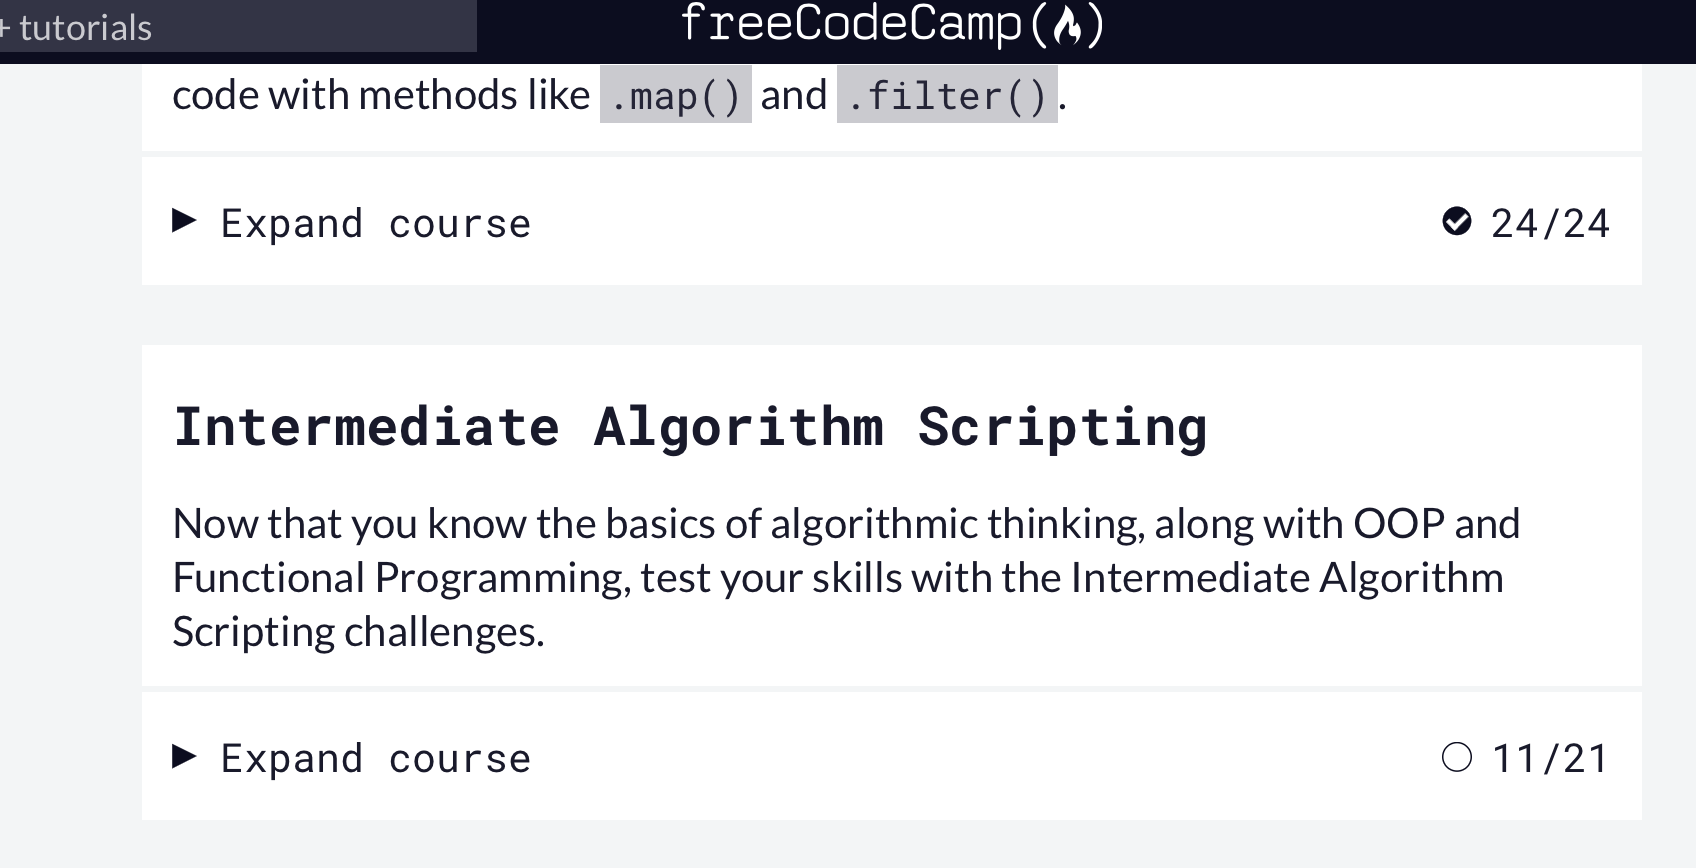 + tutorials
freeCodeCamp(🔥)
code with methods like .map() and .filter().
Expand course 24/24
Intermediate Algorithm Scripting
Now that you know the basics of algorithmic thinking, along with OOP and
Functional Programming, test your skills with the Intermediate Algorithm
Scripting challenges.
Expand course 11/21